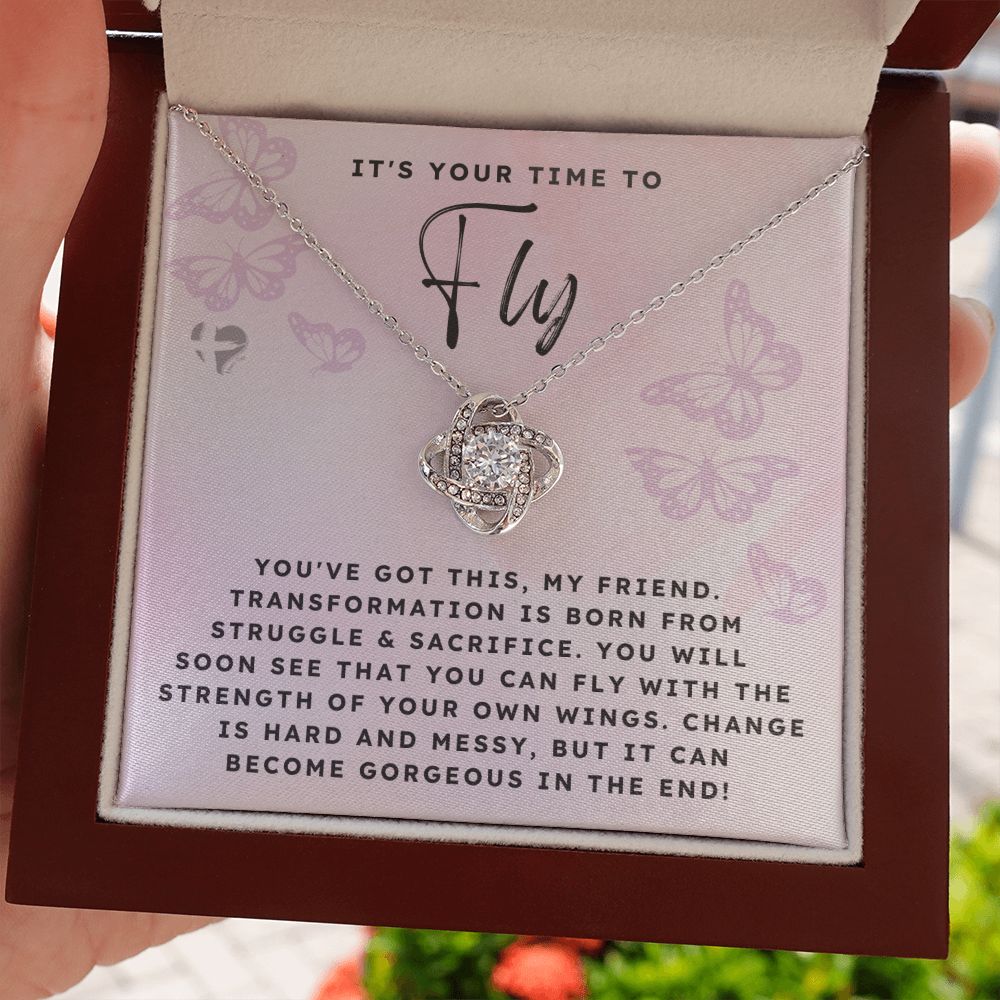 IT'S YOUR TIME TO
Fly
YOU'VE GOT THIS, MY FRIEND.
TRANSFORMATION IS BORN FROM
STRUGGLE & SACRIFICE. YOU WILL
SOON SEE THAT YOU CAN FLY WITH THE
STRENGTH OF YOUR OWN WINGS. CHANGE
IS HARD AND MESSY, BUT IT CAN
BECOME GORGEOUS IN THE END!